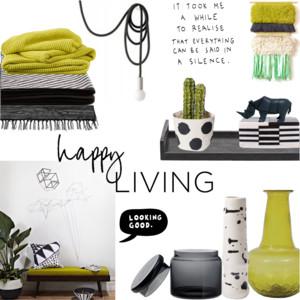 IT TOOK ME
A WHILE
TO REALISE
THAT EVERYTHING
CAN BE SAID IN
A SILENCE.
happy
LIVING
LOOKING
GOOD.